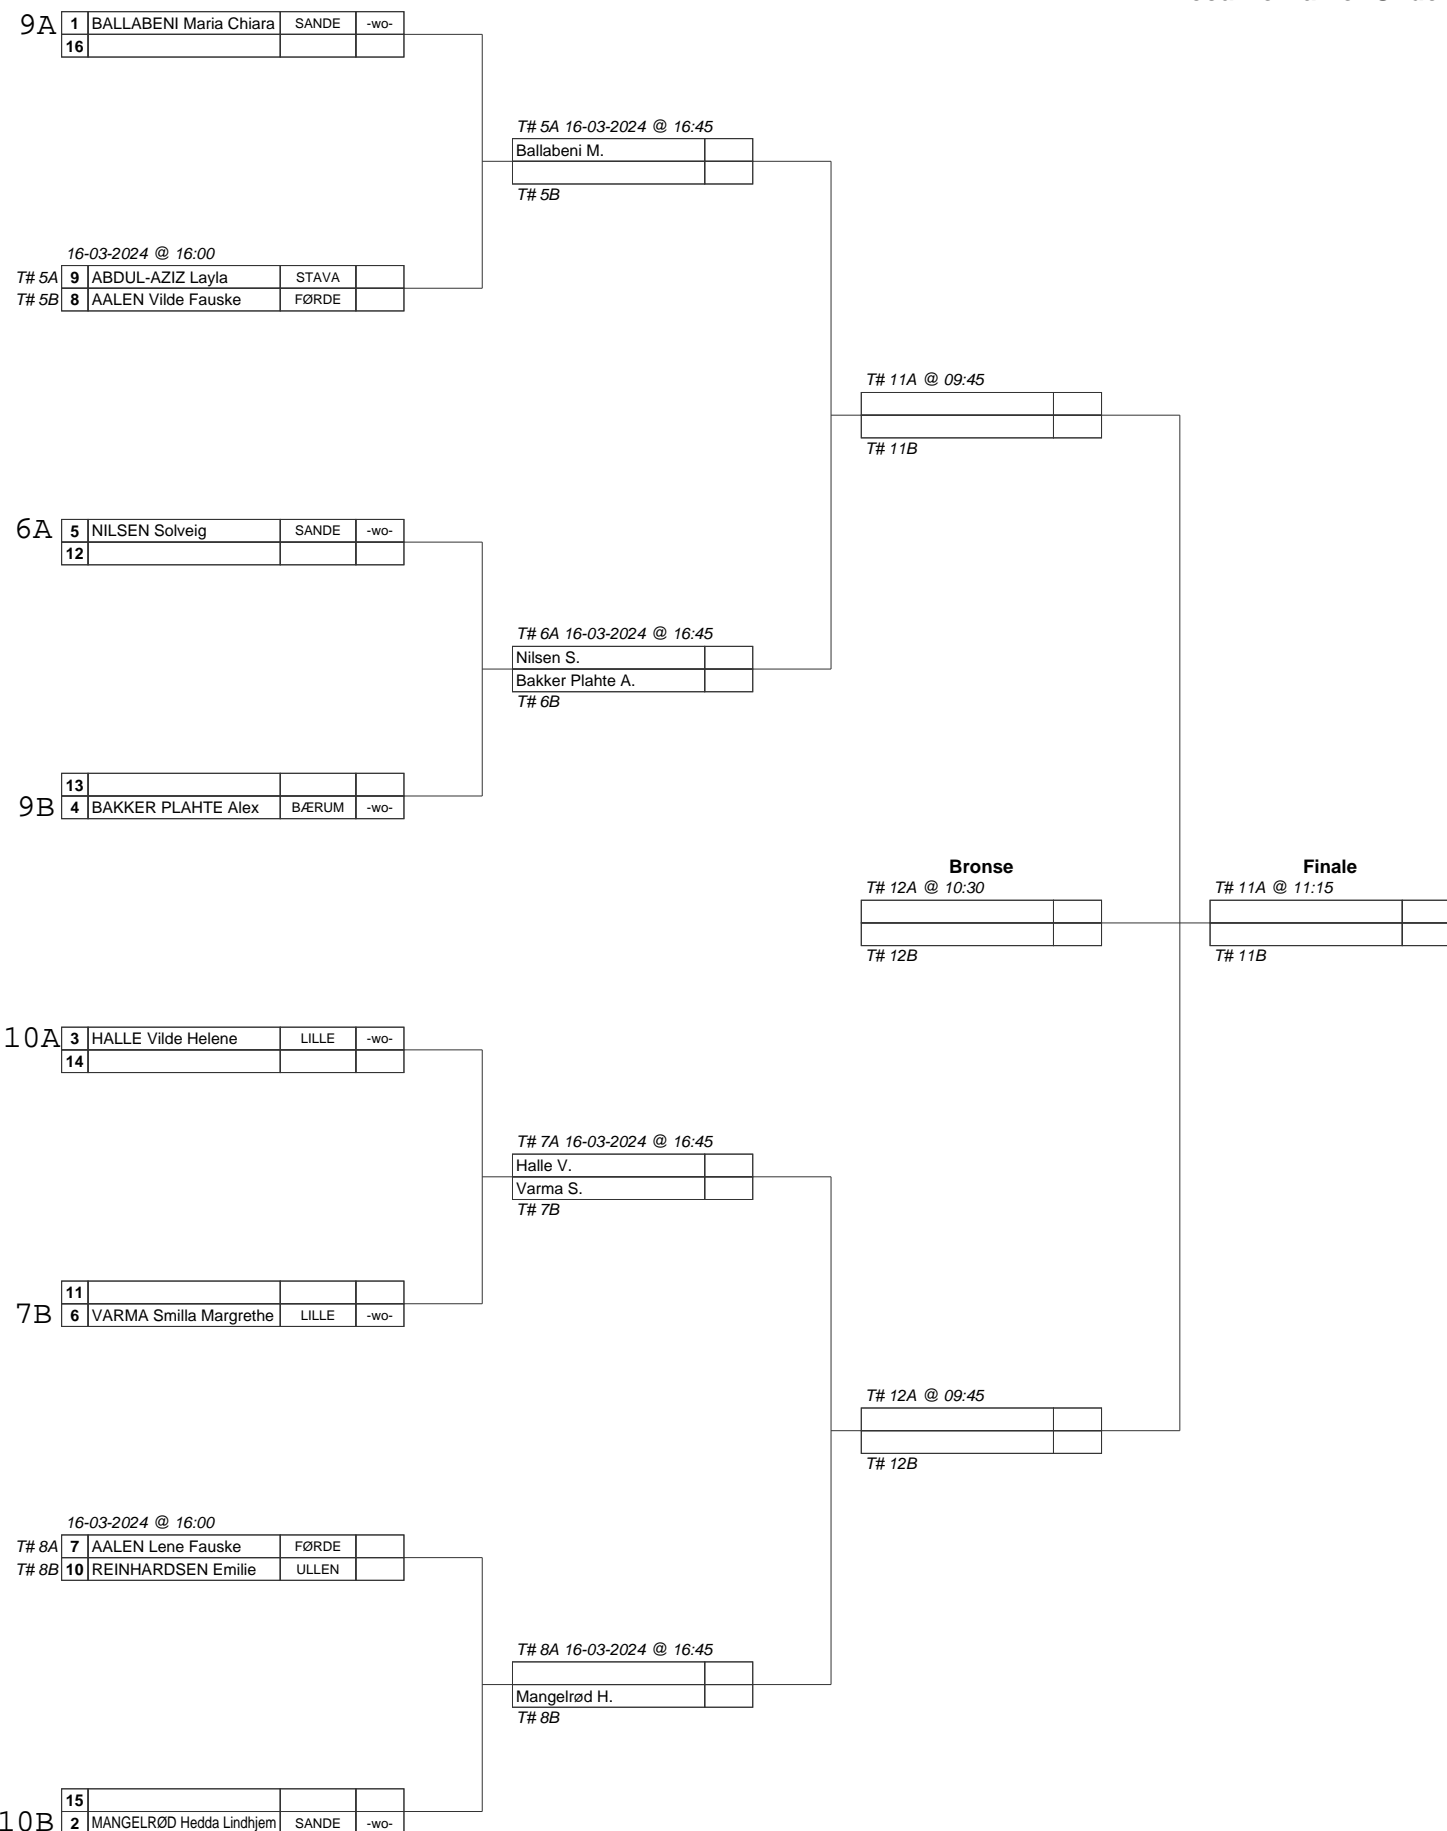 9A 1 BALLABENI Maria Chiara SANDE -wo-
16
T# 5A 16-03-2024 @ 16:45
Ballabeni M.
T# 5B
16-03-2024 @ 16:00
T# 5A 9 ABDUL-AZIZ Layla STAVA
T# 5B 8 AALEN Vilde Fauske FØRDE
T# 11A @ 09:45
T# 11B
6A 5 NILSEN Solveig SANDE -wo-
12
T# 6A 16-03-2024 @ 16:45
Nilsen S.
Bakker Plahte A.
T# 6B
13
9B 4 BAKKER PLAHTE Alex BÆRUM -wo-
Bronse Finale
T# 12A @ 10:30 T# 11A @ 11:15
T# 12B T# 11B
10A 3 HALLE Vilde Helene LILLE -wo-
14
T# 7A 16-03-2024 @ 16:45
Halle V.
Varma S.
T# 7B
11
7B 6 VARMA Smilla Margrethe LILLE -wo-
T# 12A @ 09:45
T# 12B
16-03-2024 @ 16:00
T# 8A 7 AALEN Lene Fauske FØRDE
T# 8B 10 REINHARDSEN Emilie ULLEN
T# 8A 16-03-2024 @ 16:45
Mangelrød H.
T# 8B
15
10B 2 MANGELRØD Hedda Lindhjem SANDE -wo-